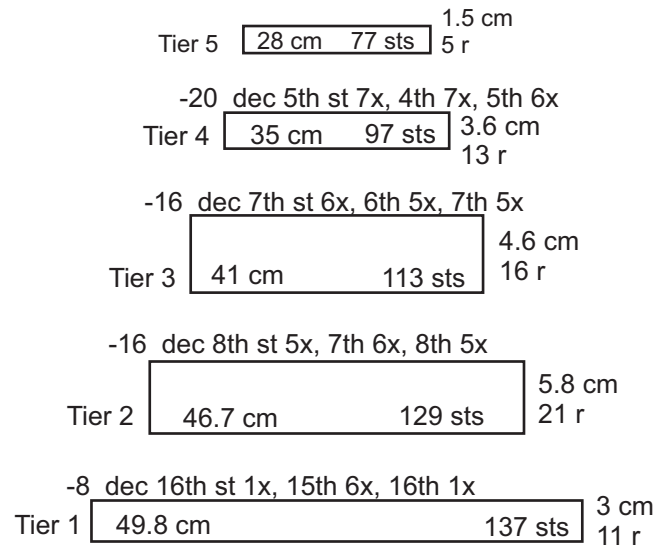 1.5 cm
Tier 5 28 cm 77 sts 5 r
-20 dec 5th st 7x, 4th 7x, 5th 6x
Tier 4 35 cm 97 sts 3.6 cm
13 r
-16 dec 7th st 6x, 6th 5x, 7th 5x
4.6 cm
Tier 3 41 cm 113 sts 16 r
-16 dec 8th st 5x, 7th 6x, 8th 5x
5.8 cm
Tier 2 46.7 cm 129 sts 21 r
-8 dec 16th st 1x, 15th 6x, 16th 1x
3 cm
Tier 1 49.8 cm 137 sts 11 r